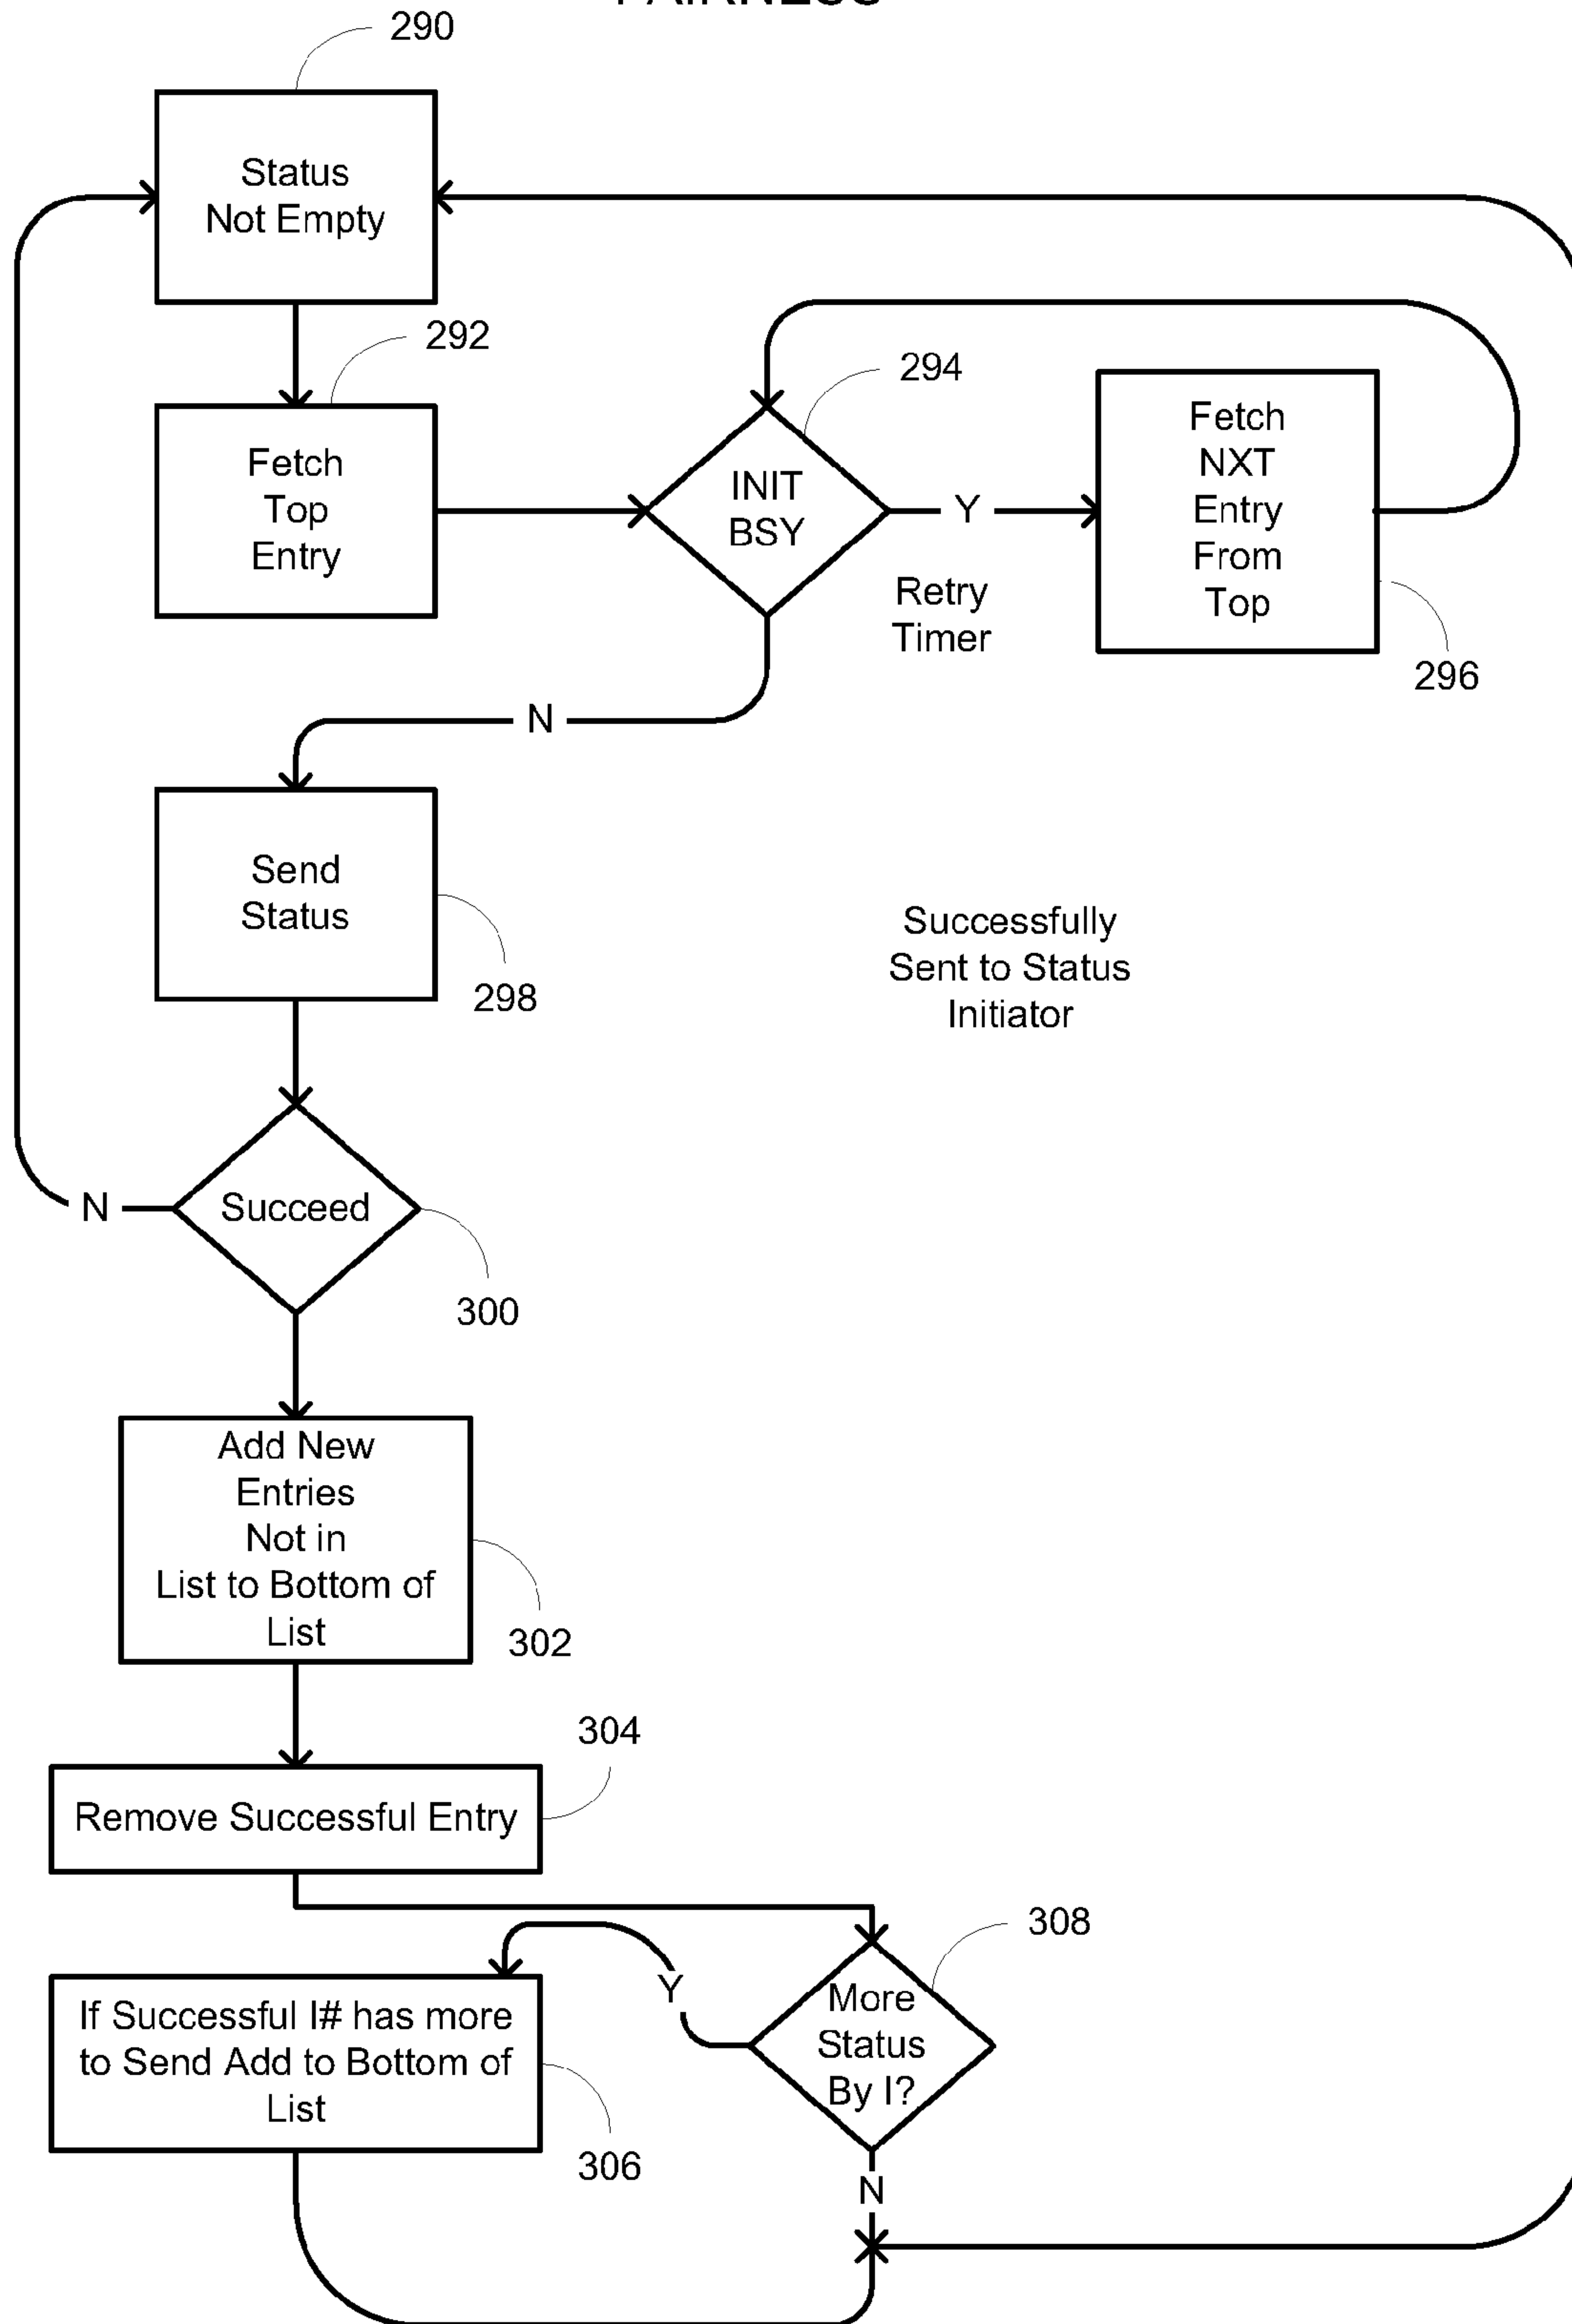 FAIRNESS
290
Status
Not Empty
292
Fetch
Top
Entry
294
INIT
BSY
Y
Retry
Timer
Fetch
NXT
Entry
From
Top
296
N
Send
Status
298
Successfully
Sent to Status
Initiator
Succeed
N
300
Add New
Entries
Not in
List to Bottom of
List
302
304
Remove Successful Entry
308
More
Status
By I?
Y
If Successful I# has more
to Send Add to Bottom of
List
306
N